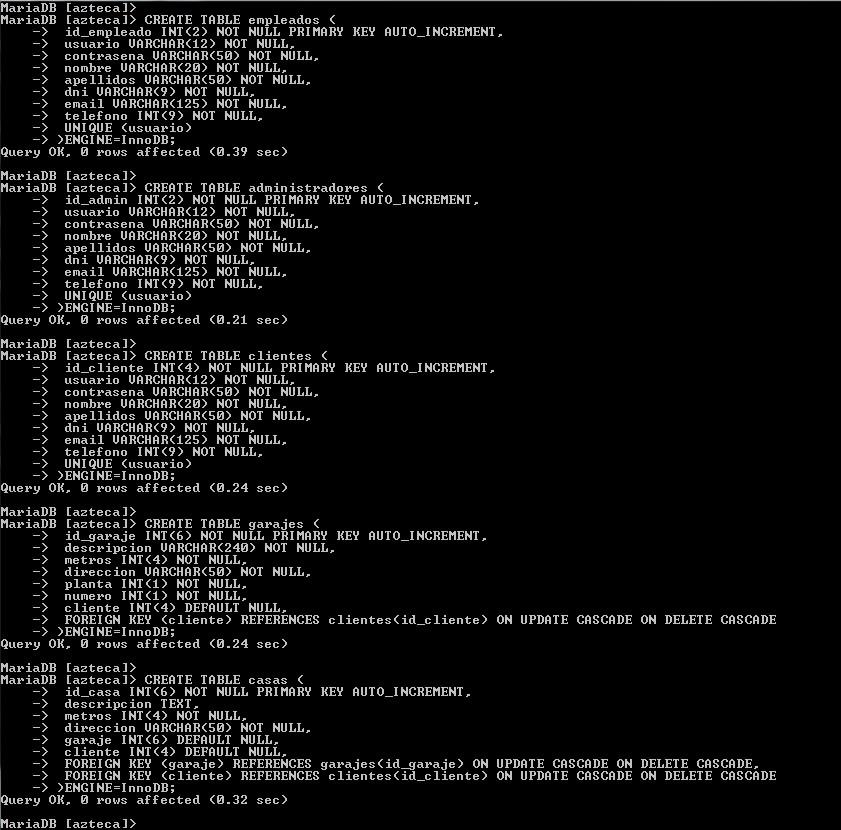 MariaDB [azteca]>
MariaDB [azteca]> CREATE TABLE empleados (
    ->  id_empleado INT(2) NOT NULL PRIMARY KEY AUTO_INCREMENT,
    ->  usuario VARCHAR(12) NOT NULL,
    ->  contrasena VARCHAR(50) NOT NULL,
    ->  nombre VARCHAR(20) NOT NULL,
    ->  apellidos VARCHAR(50) NOT NULL,
    ->  dni VARCHAR(9) NOT NULL,
    ->  email VARCHAR(125) NOT NULL,
    ->  telefono INT(9) NOT NULL,
    ->  UNIQUE (usuario)
    -> )ENGINE=InnoDB;
Query OK, 0 rows affected (0.39 sec)

MariaDB [azteca]>
MariaDB [azteca]> CREATE TABLE administradores (
    ->  id_admin INT(2) NOT NULL PRIMARY KEY AUTO_INCREMENT,
    ->  usuario VARCHAR(12) NOT NULL,
    ->  contrasena VARCHAR(50) NOT NULL,
    ->  nombre VARCHAR(20) NOT NULL,
    ->  apellidos VARCHAR(50) NOT NULL,
    ->  dni VARCHAR(9) NOT NULL,
    ->  email VARCHAR(125) NOT NULL,
    ->  telefono INT(9) NOT NULL,
    ->  UNIQUE (usuario)
    -> )ENGINE=InnoDB;
Query OK, 0 rows affected (0.21 sec)

MariaDB [azteca]>
MariaDB [azteca]> CREATE TABLE clientes (
    ->  id_cliente INT(4) NOT NULL PRIMARY KEY AUTO_INCREMENT,
    ->  usuario VARCHAR(12) NOT NULL,
    ->  contrasena VARCHAR(50) NOT NULL,
    ->  nombre VARCHAR(20) NOT NULL,
    ->  apellidos VARCHAR(50) NOT NULL,
    ->  dni VARCHAR(9) NOT NULL,
    ->  email VARCHAR(125) NOT NULL,
    ->  telefono INT(9) NOT NULL,
    ->  UNIQUE (usuario)
    -> )ENGINE=InnoDB;
Query OK, 0 rows affected (0.24 sec)

MariaDB [azteca]>
MariaDB [azteca]> CREATE TABLE garajes (
    ->  id_garaje INT(6) NOT NULL PRIMARY KEY AUTO_INCREMENT,
    ->  descripcion VARCHAR(240) NOT NULL,
    ->  metros INT(4) NOT NULL,
    ->  direccion VARCHAR(50) NOT NULL,
    ->  planta INT(1) NOT NULL,
    ->  numero INT(1) NOT NULL,
    ->  cliente INT(4) DEFAULT NULL,
    ->  FOREIGN KEY (cliente) REFERENCES clientes(id_cliente) ON UPDATE CASCADE ON DELETE CASCADE
    -> )ENGINE=InnoDB;
Query OK, 0 rows affected (0.24 sec)

MariaDB [azteca]>
MariaDB [azteca]> CREATE TABLE casas (
    ->  id_casa INT(6) NOT NULL PRIMARY KEY AUTO_INCREMENT,
    ->  descripcion TEXT,
    ->  metros INT(4) NOT NULL,
    ->  direccion VARCHAR(50) NOT NULL,
    ->  garaje INT(6) DEFAULT NULL,
    ->  cliente INT(4) DEFAULT NULL,
    ->  FOREIGN KEY (garaje) REFERENCES garajes(id_garaje) ON UPDATE CASCADE ON DELETE CASCADE,
    ->  FOREIGN KEY (cliente) REFERENCES clientes(id_cliente) ON UPDATE CASCADE ON DELETE CASCADE
    -> )ENGINE=InnoDB;
Query OK, 0 rows affected (0.32 sec)

MariaDB [azteca]>